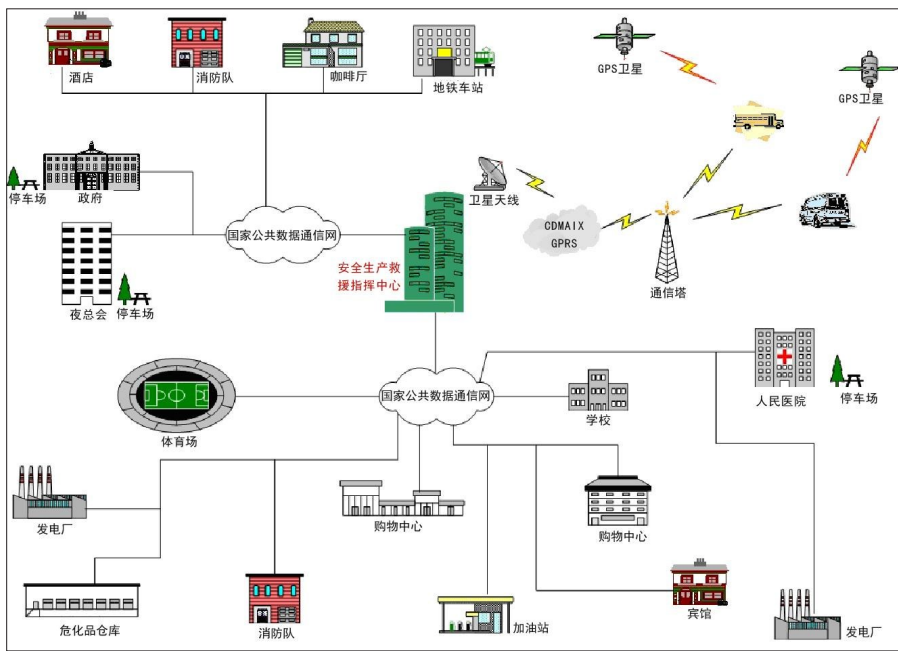 酒店
消防队
咖啡厅
地铁车站
GPS卫星
GPS卫星
停车场
政府
卫星天线
国家公共数据通信网
CDMAIX
GPRS
安全生产救
援指挥中心
通信塔
夜总会
停车场
国家公共数据通信网
人民医院
停车场
学校
体育场
发电厂
购物中心
购物中心
危化品仓库
消防队
加油站
宾馆
发电厂